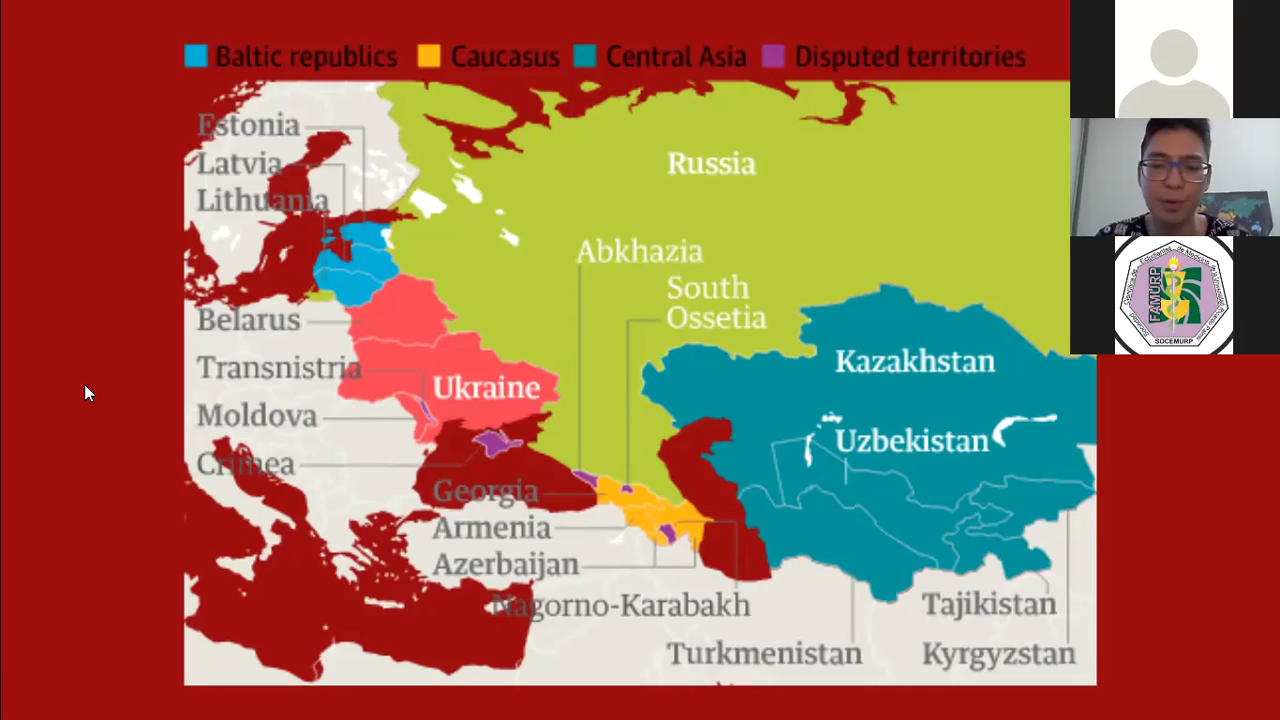 Baltic republics Caucasus Central Asia Disputed territories
Estonia
Latvia
Lithuania
Russia
Abkhazia
South
Ossetia
Belarus
Transnistria
Ukraine
Moldova
Crimea
Kazakhstan
Uzbekistan
Georgia
Armenia
Azerbaijan
Nagorno-Karabakh
Turkmenistan
Tajikistan
Kyrgyzstan
FAMURP
SOCEMURP